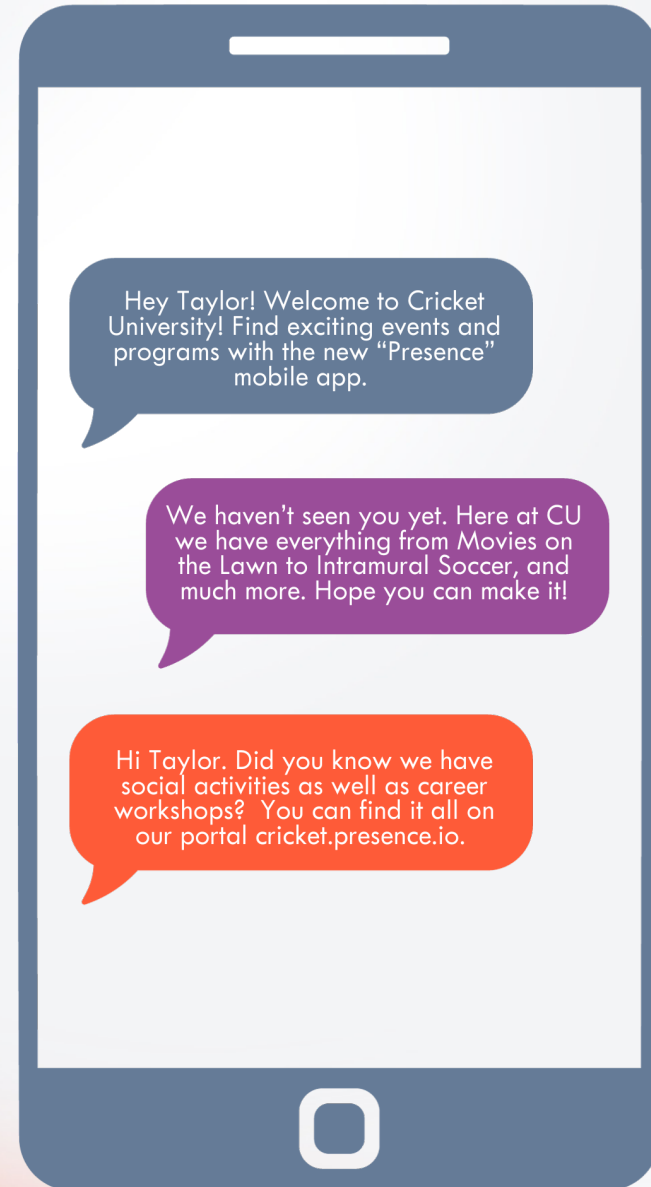 Hey Taylor! Welcome to Cricket
University! Find exciting events and
programs with the new “Presence”
mobile app.
We haven’t seen you yet. Here at CU
we have everything from Movies on
the Lawn to Intramural Soccer, and
much more. Hope you can make it!
Hi Taylor. Did you know we have
social activities as well as career
workshops?  You can find it all on
our portal cricket.presence.io.